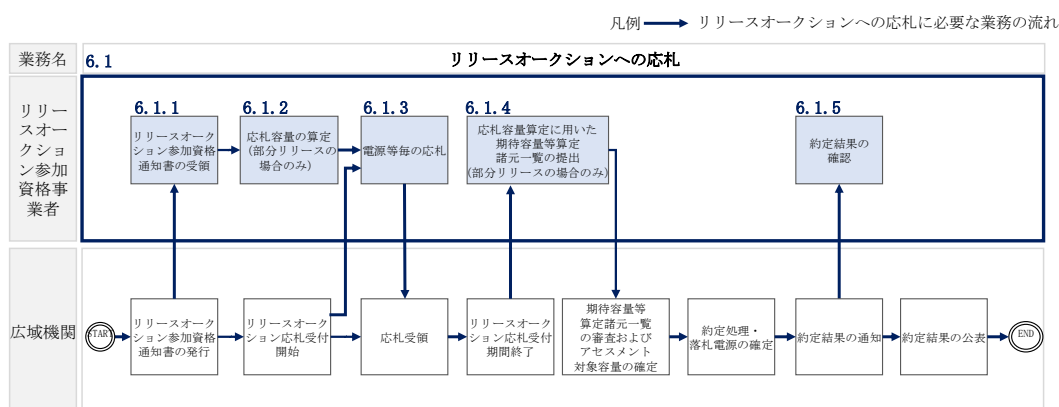 凡例 リリースオークションへの応札に必要な業務の流れ
業務名
6.1
リリースオークションへの応札
リリー
スオー
クショ
ン参加
資格事
業者
6.1.1
リリースオーク
ション参加資格
通知書の受領
6.1.2
応札容量の算定
(部分リリースの
場合のみ)
6.1.3
電源等毎の応札
6.1.4
応札容量算定に用いた
期待容量等算定
諸元一覧の提出
(部分リリースの場合のみ)
6.1.5
約定結果の
確認
広域機関
START
リリースオーク
ション参加資格
通知書の発行
リリースオーク
ション応札受付
開始
応札受領
リリースオーク
ション応札受付
期間終了
期待容量等
算定諸元一覧
の審査および
アセスメント
対象容量の確定
約定処理・
落札電源の確定
約定結果の通知
約定結果の公表
END